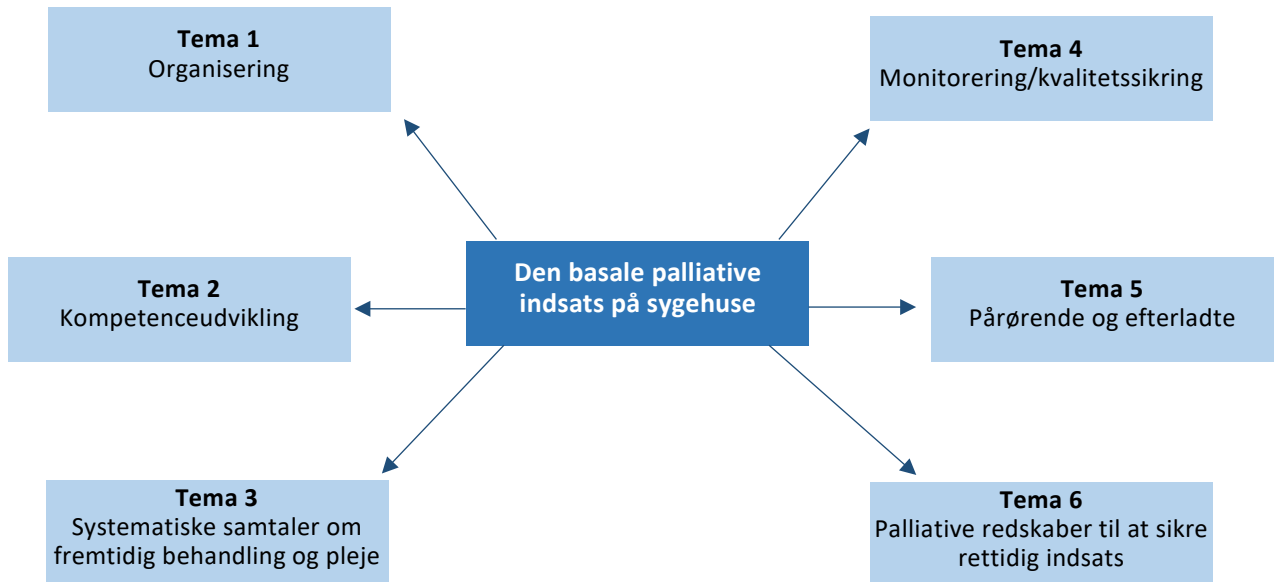 Tema 1
Organisering
Tema 4
Monitorering/kvalitetssikring
Den basale palliative
indsats på sygehuse
Tema 2
Kompetenceudvikling
Tema 5
Pårørende og efterladte
Tema 3
Systematiske samtaler om
fremtidig behandling og pleje
Tema 6
Palliative redskaber til at sikre
rettidig indsats